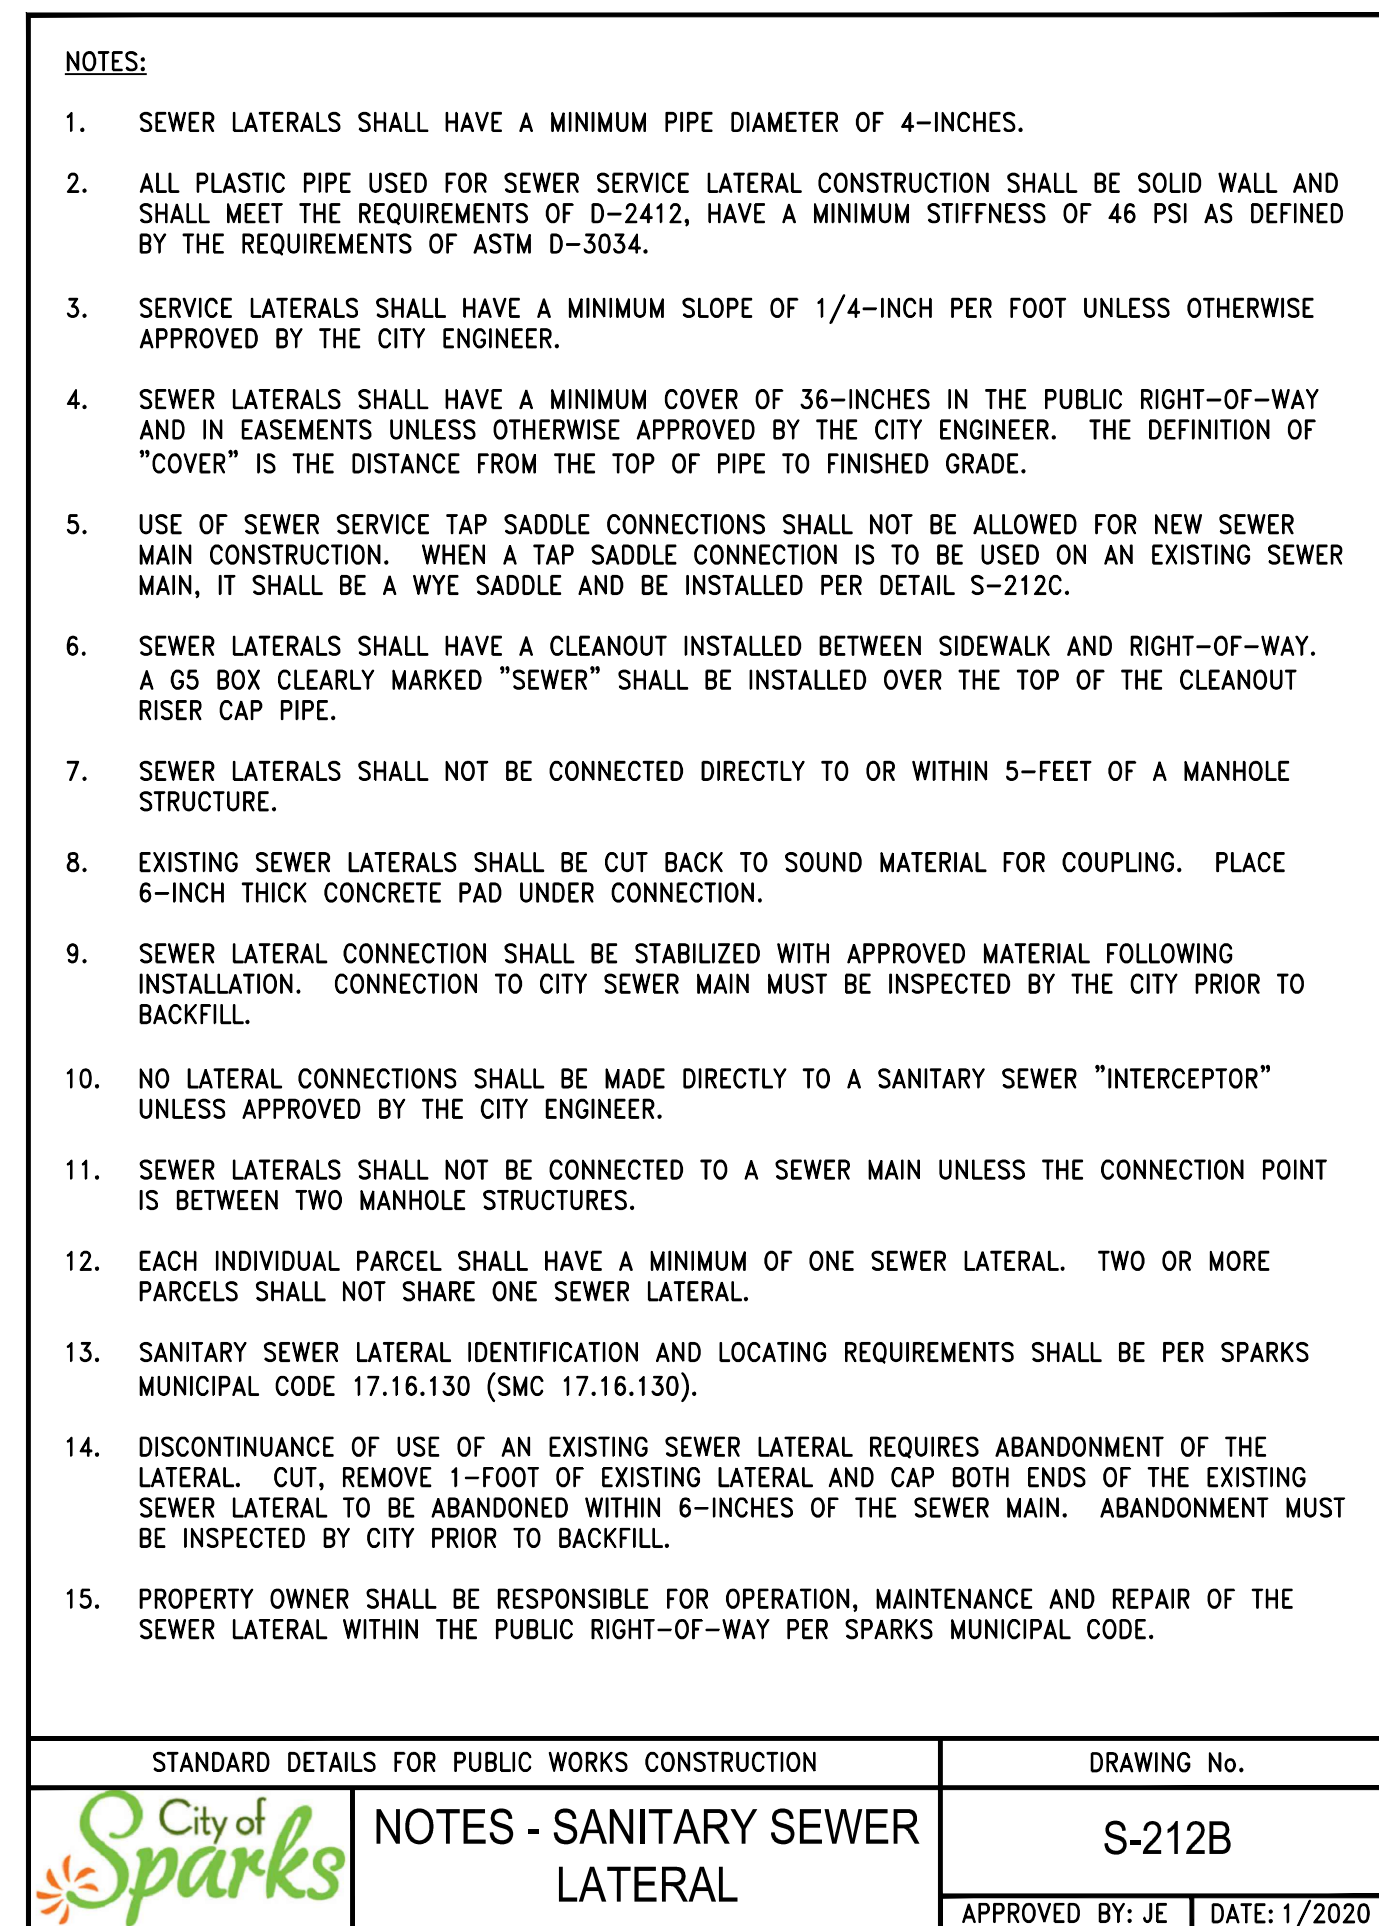 NOTES:
1. SEWER LATERALS SHALL HAVE A MINIMUM PIPE DIAMETER OF 4-INCHES.
2. ALL PLASTIC PIPE USED FOR SEWER SERVICE LATERAL CONSTRUCTION SHALL BE SOLID WALL AND
SHALL MEET THE REQUIREMENTS OF D-2412, HAVE A MINIMUM STIFFNESS OF 46 PSI AS DEFINED
BY THE REQUIREMENTS OF ASTM D-3034.
3. SERVICE LATERALS SHALL HAVE A MINIMUM SLOPE OF 1/4-INCH PER FOOT UNLESS OTHERWISE
APPROVED BY THE CITY ENGINEER.
4. SEWER LATERALS SHALL HAVE A MINIMUM COVER OF 36-INCHES IN THE PUBLIC RIGHT-OF-WAY
AND IN EASEMENTS UNLESS OTHERWISE APPROVED BY THE CITY ENGINEER. THE DEFINITION OF
"COVER" IS THE DISTANCE FROM THE TOP OF PIPE TO FINISHED GRADE.
5. USE OF SEWER SERVICE TAP SADDLE CONNECTIONS SHALL NOT BE ALLOWED FOR NEW SEWER
MAIN CONSTRUCTION. WHEN A TAP SADDLE CONNECTION IS TO BE USED ON AN EXISTING SEWER
MAIN, IT SHALL BE A WYE SADDLE AND BE INSTALLED PER DETAIL S-212C.
6. SEWER LATERALS SHALL HAVE A CLEANOUT INSTALLED BETWEEN SIDEWALK AND RIGHT-OF-WAY.
A G5 BOX CLEARLY MARKED "SEWER" SHALL BE INSTALLED OVER THE TOP OF THE CLEANOUT
RISER CAP PIPE.
7. SEWER LATERALS SHALL NOT BE CONNECTED DIRECTLY TO OR WITHIN 5-FEET OF A MANHOLE
STRUCTURE.
8. EXISTING SEWER LATERALS SHALL BE CUT BACK TO SOUND MATERIAL FOR COUPLING. PLACE
6-INCH THICK CONCRETE PAD UNDER CONNECTION.
9. SEWER LATERAL CONNECTION SHALL BE STABILIZED WITH APPROVED MATERIAL FOLLOWING
INSTALLATION. CONNECTION TO CITY SEWER MAIN MUST BE INSPECTED BY THE CITY PRIOR TO
BACKFILL.
10. NO LATERAL CONNECTIONS SHALL BE MADE DIRECTLY TO A SANITARY SEWER "INTERCEPTOR"
UNLESS APPROVED BY THE CITY ENGINEER.
11. SEWER LATERALS SHALL NOT BE CONNECTED TO A SEWER MAIN UNLESS THE CONNECTION POINT
IS BETWEEN TWO MANHOLE STRUCTURES.
12. EACH INDIVIDUAL PARCEL SHALL HAVE A MINIMUM OF ONE SEWER LATERAL. TWO OR MORE
PARCELS SHALL NOT SHARE ONE SEWER LATERAL.
13. SANITARY SEWER LATERAL IDENTIFICATION AND LOCATING REQUIREMENTS SHALL BE PER SPARKS
MUNICIPAL CODE 17.16.130 (SMC 17.16.130).
14. DISCONTINUANCE OF USE OF AN EXISTING SEWER LATERAL REQUIRES ABANDONMENT OF THE
LATERAL. CUT, REMOVE 1-FOOT OF EXISTING LATERAL AND CAP BOTH ENDS OF THE EXISTING
SEWER LATERAL TO BE ABANDONED WITHIN 6-INCHES OF THE SEWER MAIN. ABANDONMENT MUST
BE INSPECTED BY CITY PRIOR TO BACKFILL.
15. PROPERTY OWNER SHALL BE RESPONSIBLE FOR OPERATION, MAINTENANCE AND REPAIR OF THE
SEWER LATERAL WITHIN THE PUBLIC RIGHT-OF-WAY PER SPARKS MUNICIPAL CODE.
STANDARD DETAILS FOR PUBLIC WORKS CONSTRUCTION
DRAWING No.
City of
Sparks
NOTES - SANITARY SEWER
LATERAL
S-212B
APPROVED BY: JE
DATE: 1/2020